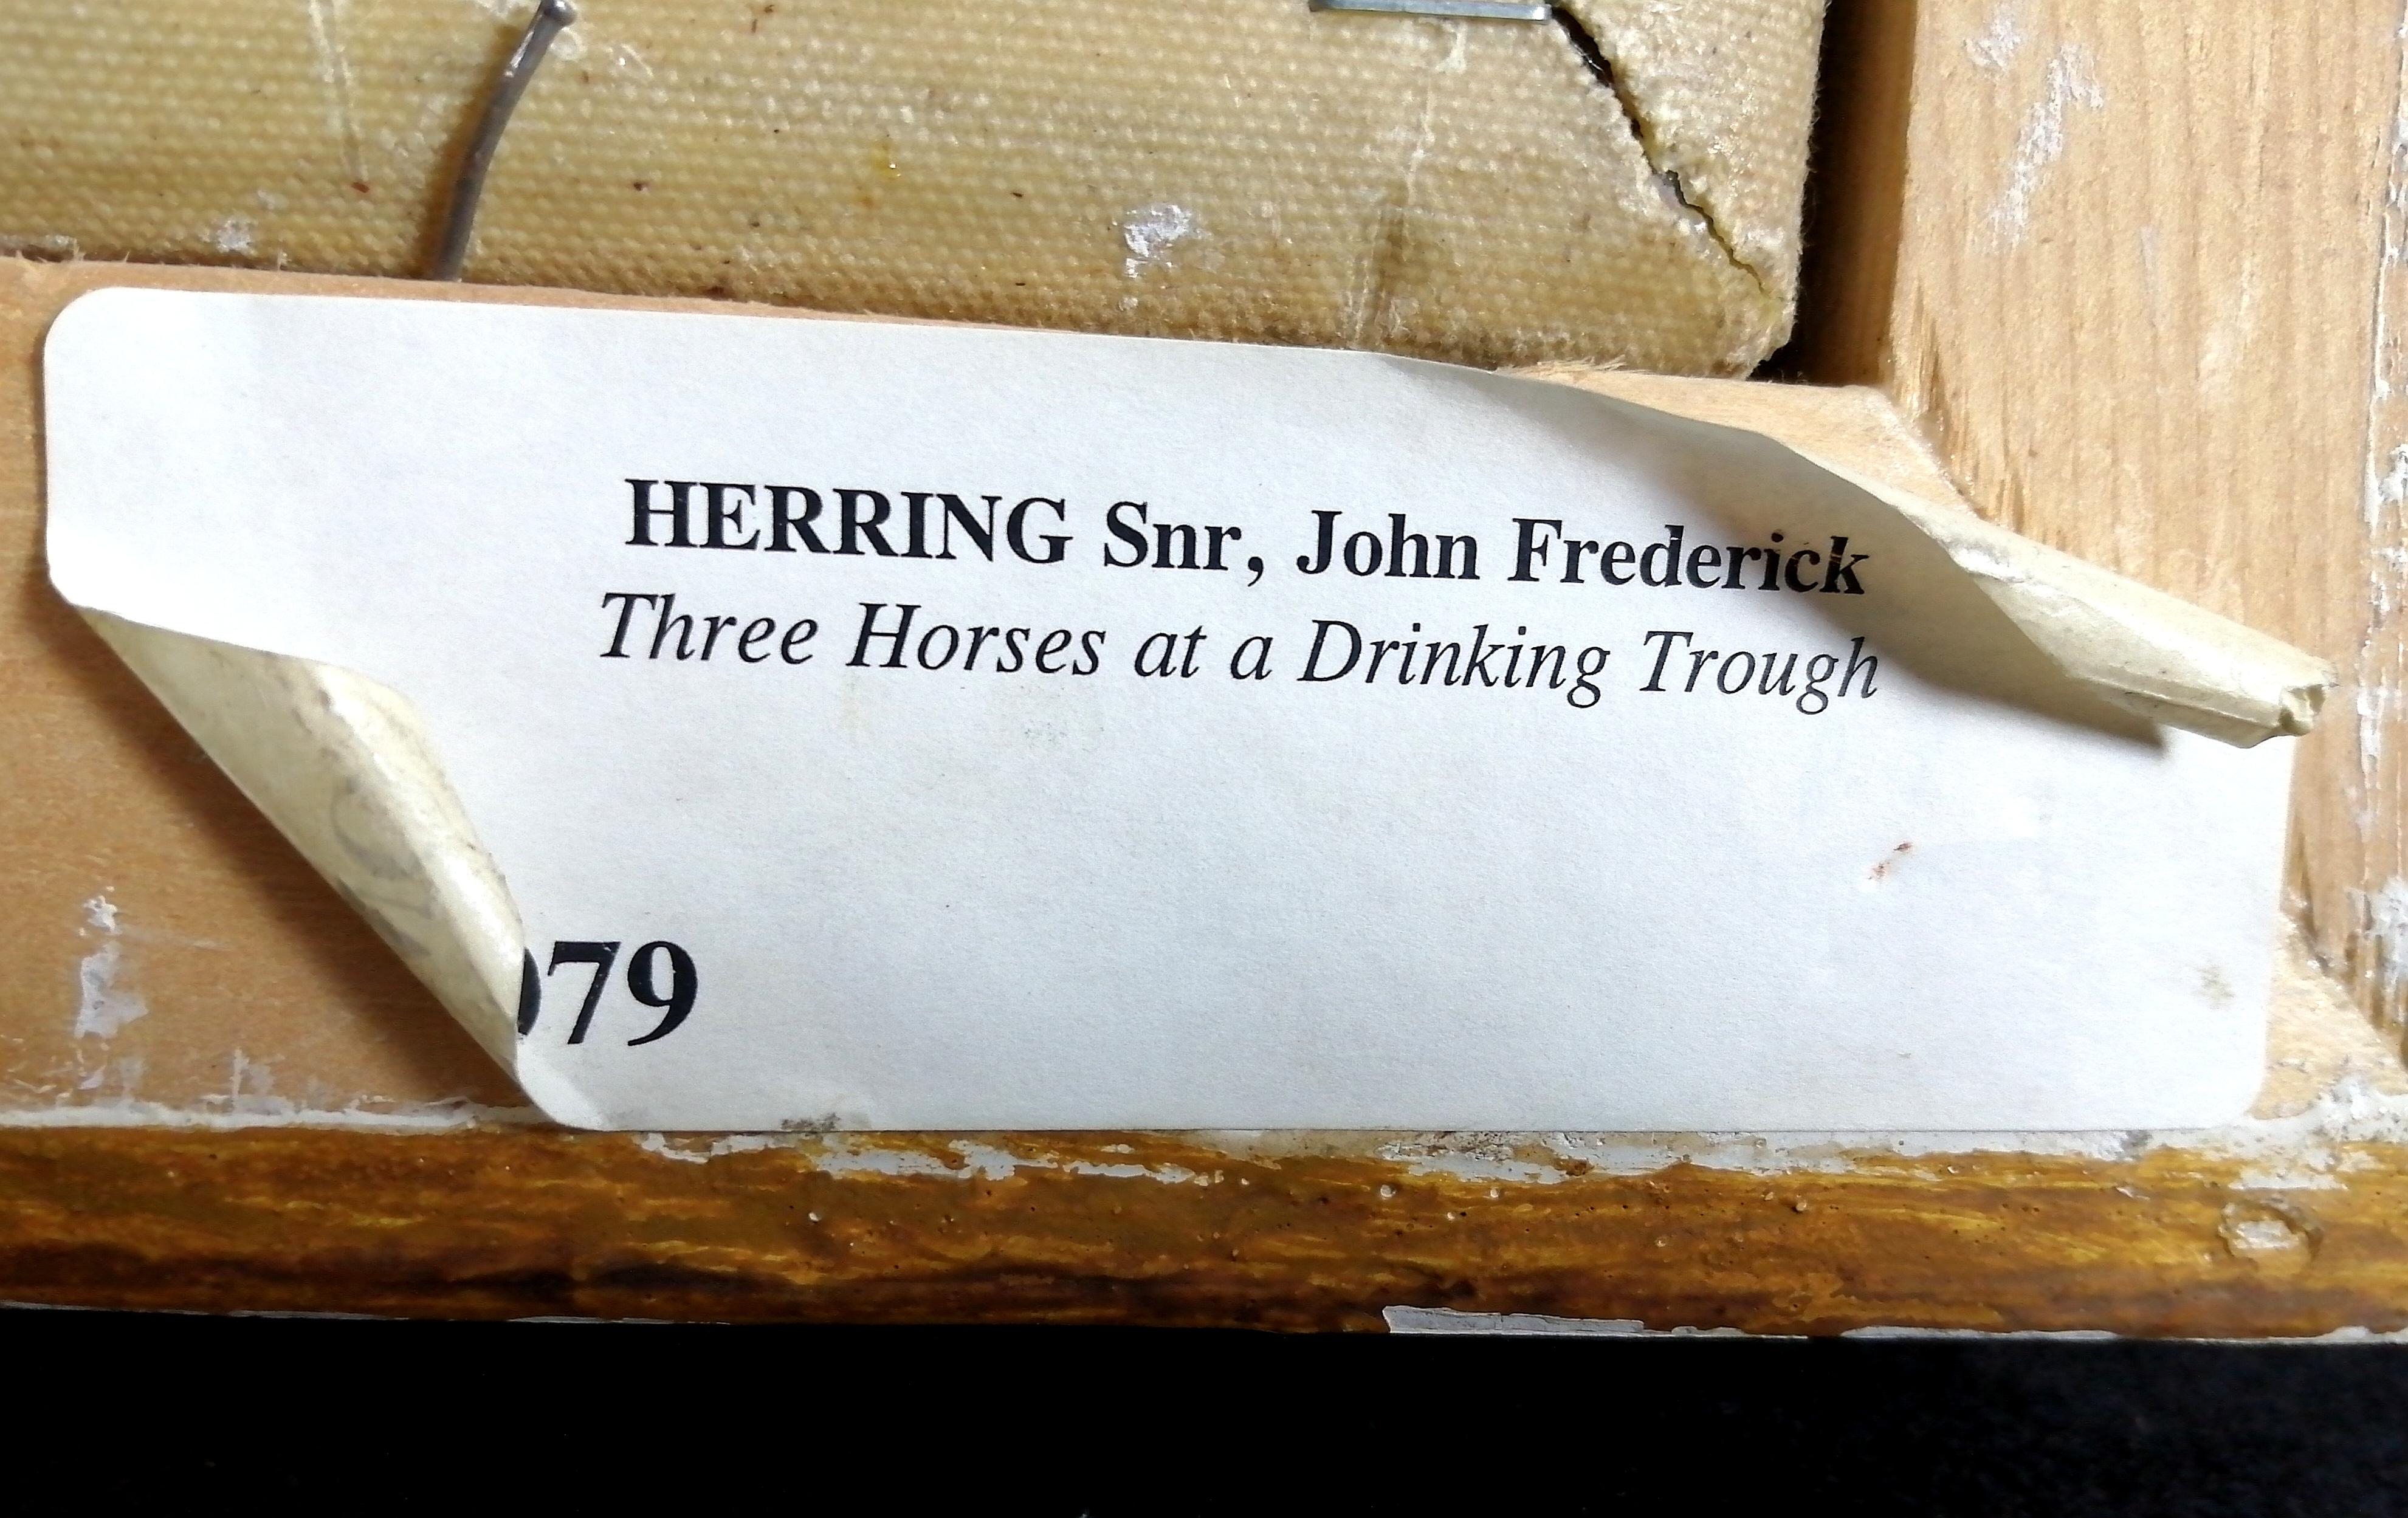 HERRING Snr, John Frederick
Three Horses at a Drinking Trough
79